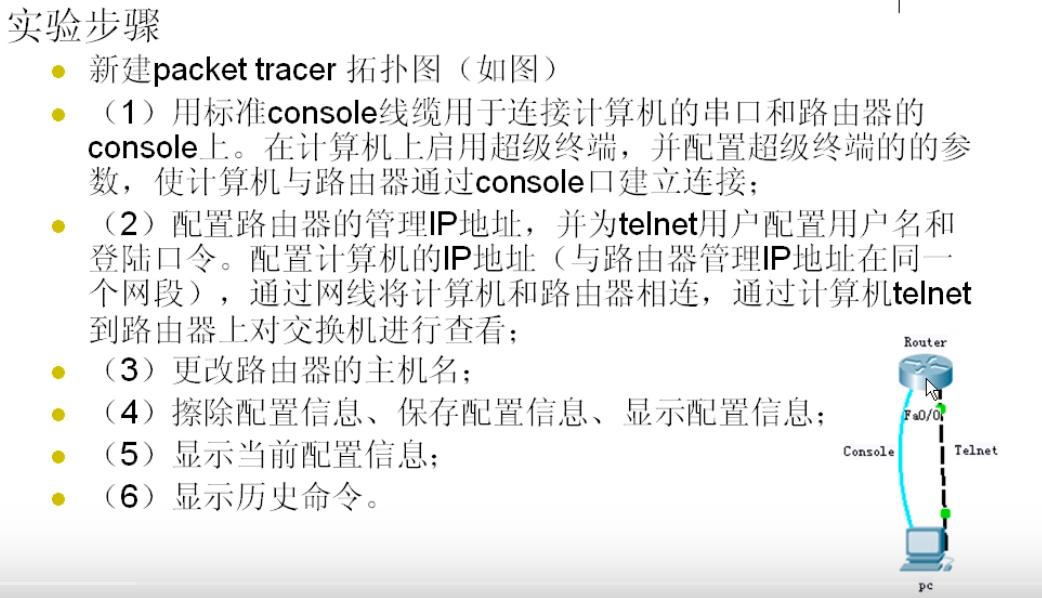 实验步骤
新建packet tracer 拓扑图（如图）
（1）用标准console线缆用于连接计算机的串口和路由器的
console上。在计算机上启用超级终端，并配置超级终端的的参
数，使计算机与路由器通过console口建立连接；
（2）配置路由器的管理IP地址，并为telnet用户配置用户名和
登陆口令。配置计算机的IP地址（与路由器管理IP地址在同一
个网段），通过网线将计算机和路由器相连，通过计算机telnet
到路由器上对交换机进行查看；
（3）更改路由器的主机名；
（4）擦除配置信息、保存配置信息、显示配置信息；
（5）显示当前配置信息；
（6）显示历史命令。
Router
Fa0/0
Console
Telnet
pc